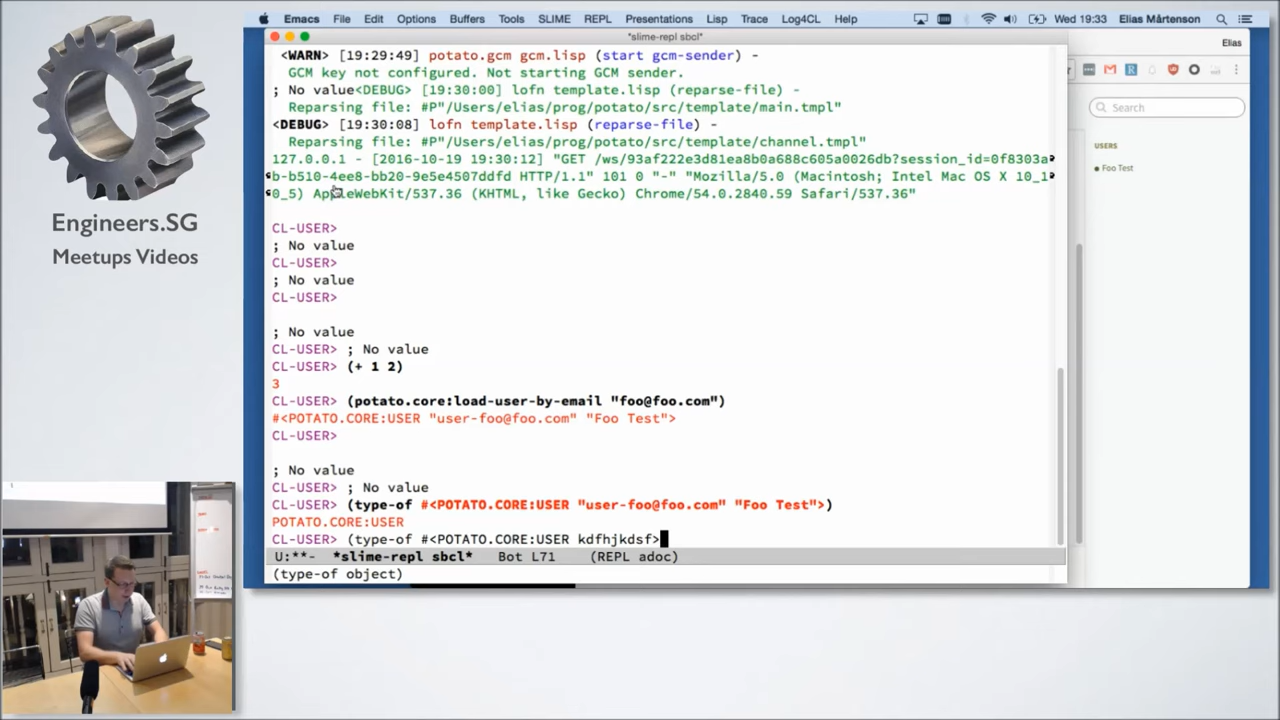 Emacs File Edit Options Buffers Tools SLIME REPL Presentations Lisp Trace Log4CL Help Wed 19:33 Elias Mårtenson
*slime-repl sbcl*
Elias
<WARN> [19:29:49] potato.gcm gcm.lisp (start gcm-sender) -
GCM key not configured. Not starting GCM sender.
; No value<DEBUG> [19:30:00] lofn template.lisp (reparse-file) -
Reparsing file: #P"/Users/elias/prog/potato/src/template/main.tmpl"
<DEBUG> [19:30:08] lofn template.lisp (reparse-file) -
Reparsing file: #P"/Users/elias/prog/potato/src/template/channel.tmpl"
127.0.0.1 - [2016-10-19 19:30:12] "GET /ws/93af222e3d81ea8b0a688c605a0026db?session_id=0f8303a
b-b510-4ee8-bb20-9e5e4507ddfd HTTP/1.1" 101 0 "-" "Mozilla/5.0 (Macintosh; Intel Mac OS X 10_1
0_5) AppleWebKit/537.36 (KHTML, like Gecko) Chrome/54.0.2840.59 Safari/537.36"
CL-USER>
; No value
CL-USER>
; No value
CL-USER>
; No value
CL-USER> ; No value
CL-USER> (+ 1 2)
3
CL-USER> (potato.core:load-user-by-email "foo@foo.com")
#<POTATO.CORE:USER "user-foo@foo.com" "Foo Test">
CL-USER>
; No value
CL-USER> ; No value
CL-USER> (type-of #<POTATO.CORE:USER "user-foo@foo.com" "Foo Test">)
POTATO.CORE:USER
CL-USER> (type-of #<POTATO.CORE:USER kdfhjkdsf>
U:**- *slime-repl sbcl* Bot L71 (REPL adoc)
(type-of object)
Search
USERS
Foo Test
Engineers.SG
Meetups Videos